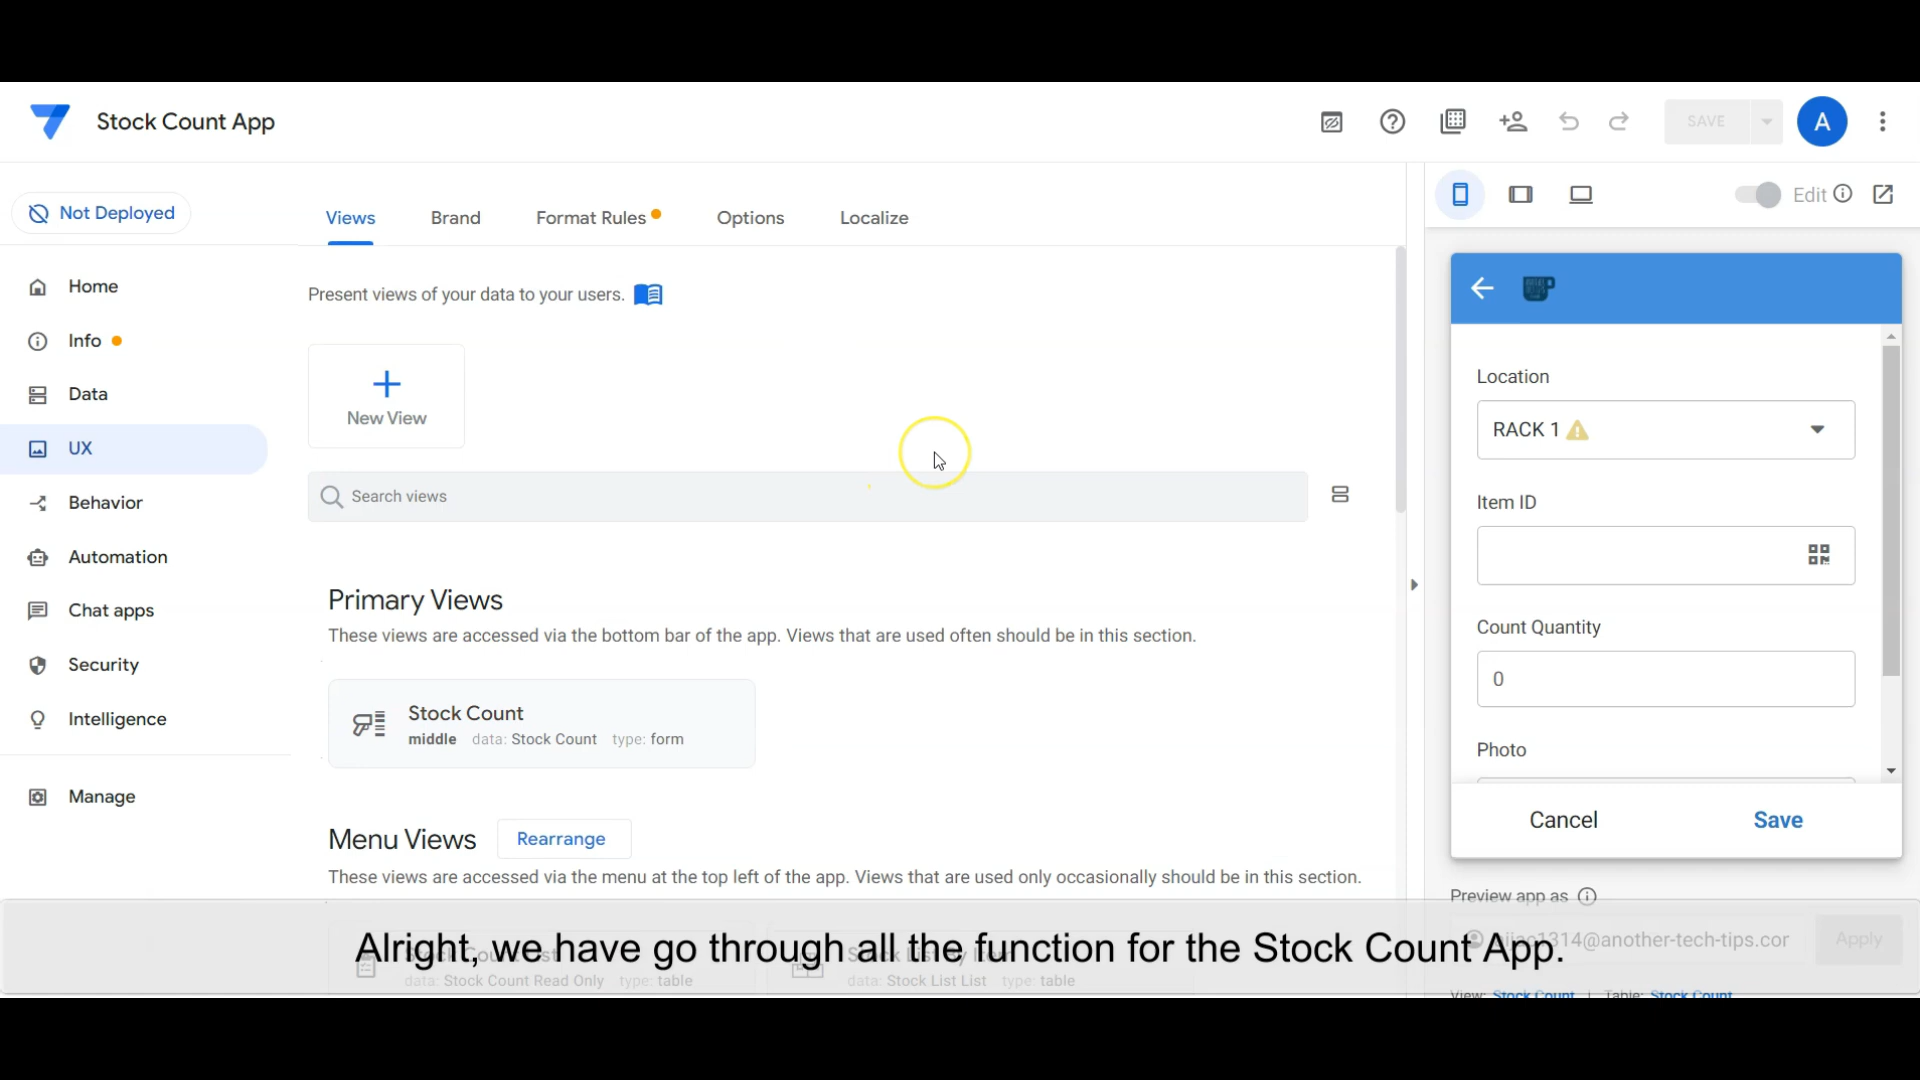 Stock Count App
SAVE
A
Not Deployed
Views Brand Format Rules Options Localize
Edit
Home
Info
Data
UX
Behavior
Automation
Chat apps
Security
Intelligence
Manage
Present views of your data to your users.
New View
Search views
Primary Views
These views are accessed via the bottom bar of the app. Views that are used often should be in this section.
Stock Count
middle data: Stock Count type: form
Menu Views Rearrange
These views are accessed via the menu at the top left of the app. Views that are used only occasionally should be in this section.
data: Stock Count Read Only type: table
data: Stock List List type: table
Location
RACK 1
Item ID
Count Quantity
0
Photo
Cancel Save
Preview app as
Apply
View: Stock Count | Table: Stock Count
Alright, we have go through all the function for the Stock Count App.